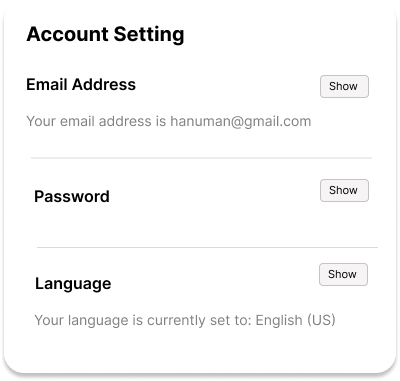 Account Setting
Email Address
Show
Your email address is hanuman@gmail.com
Password
Show
Language
Show
Your language is currently set to: English (US)